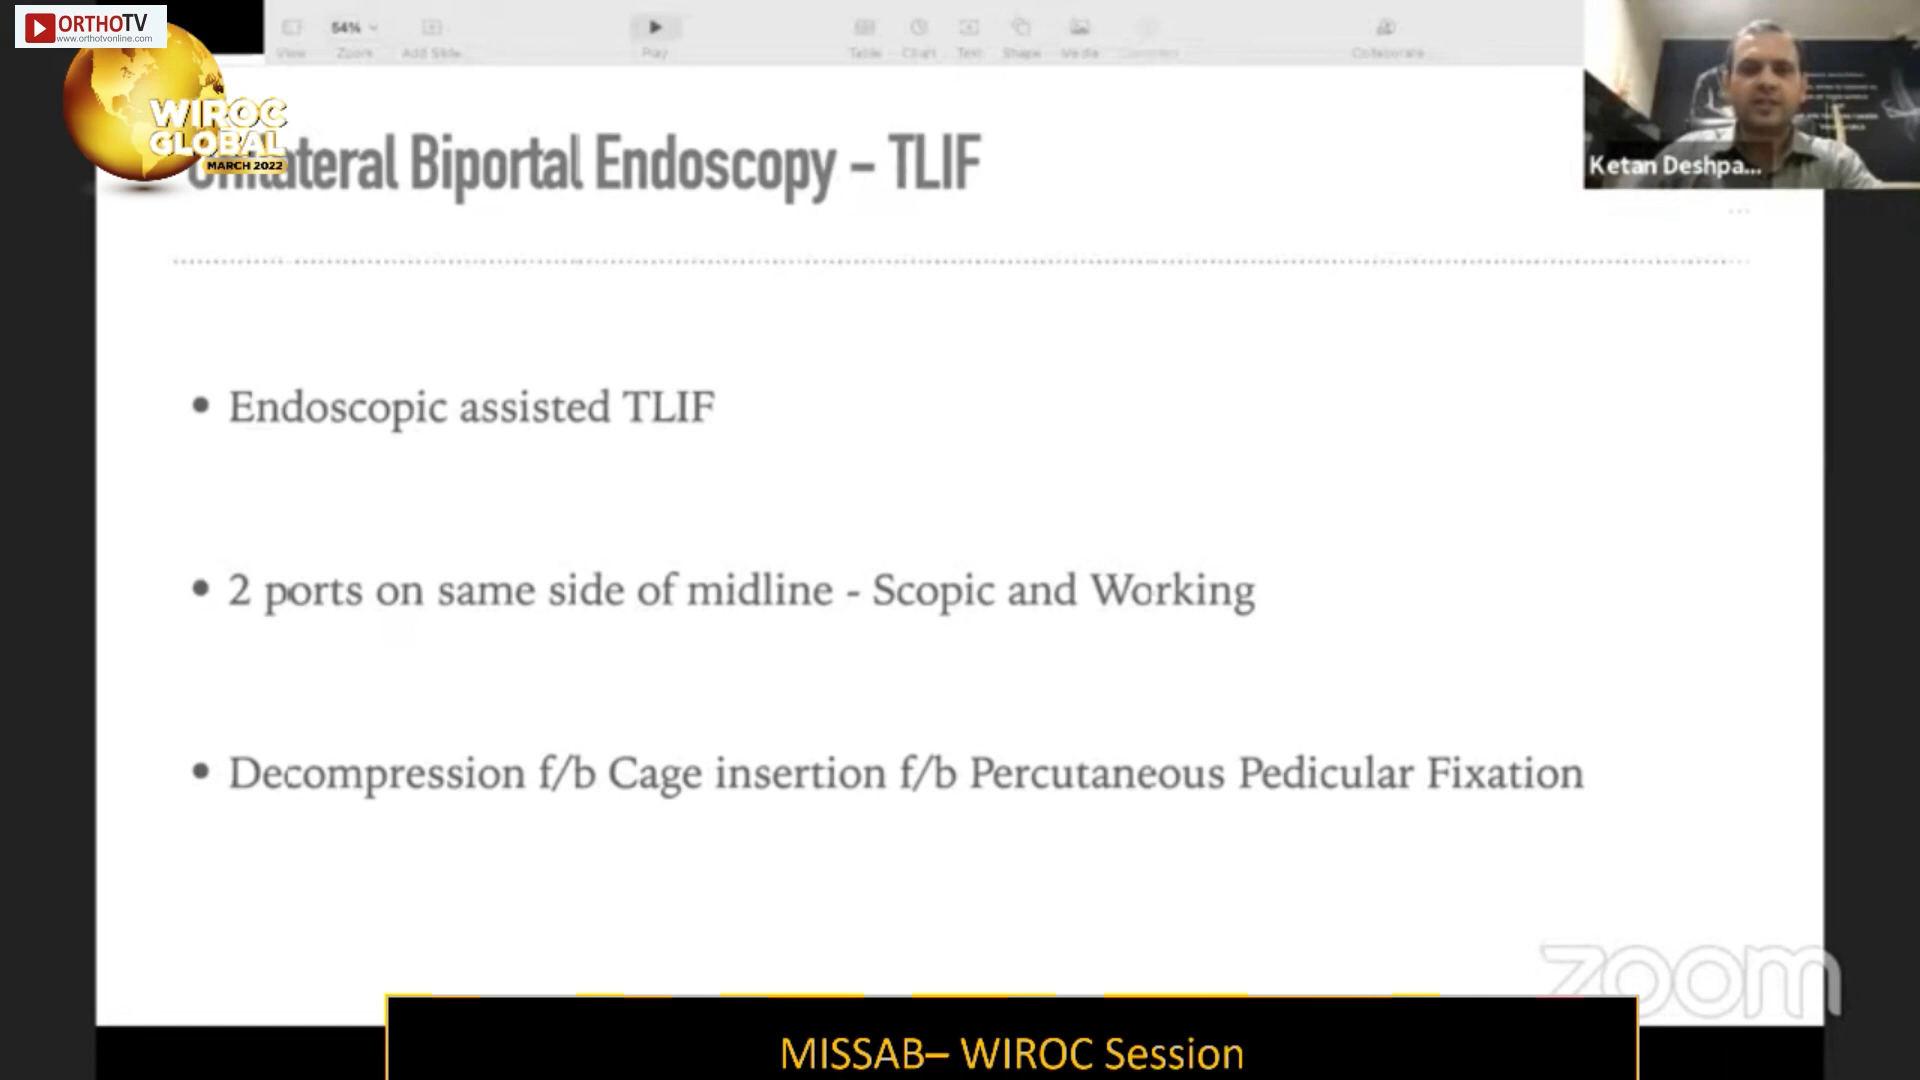 ORTHOTV
www.orthotvonline.com
54%
View
Zoom
Add Slide
Play
Table
Chart
Text
Shape
Media
Collaborate
WIROC
GLOBAL
MARCH 2022
Unilateral Biportal Endoscopy – TLIF
Ketan Deshpa...
• Endoscopic assisted TLIF
• 2 ports on same side of midline - Scopic and Working
• Decompression f/b Cage insertion f/b Percutaneous Pedicular Fixation
zoom
MISSAB– WIROC Session